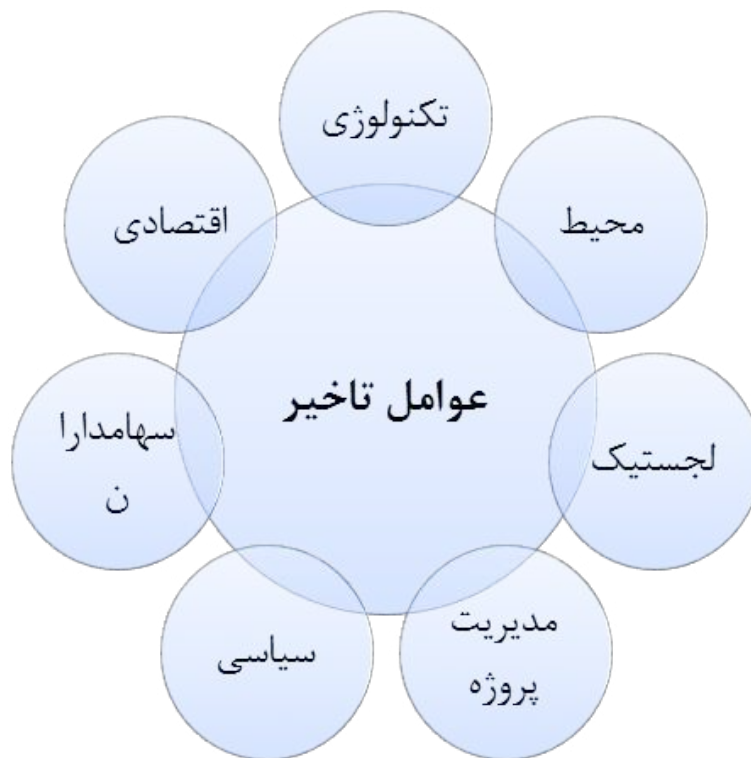 تکنولوژی
محیط
لجستیک
مدیریت
پروژه
سیاسی
سهامدارا
ن
اقتصادی
عوامل تاخیر